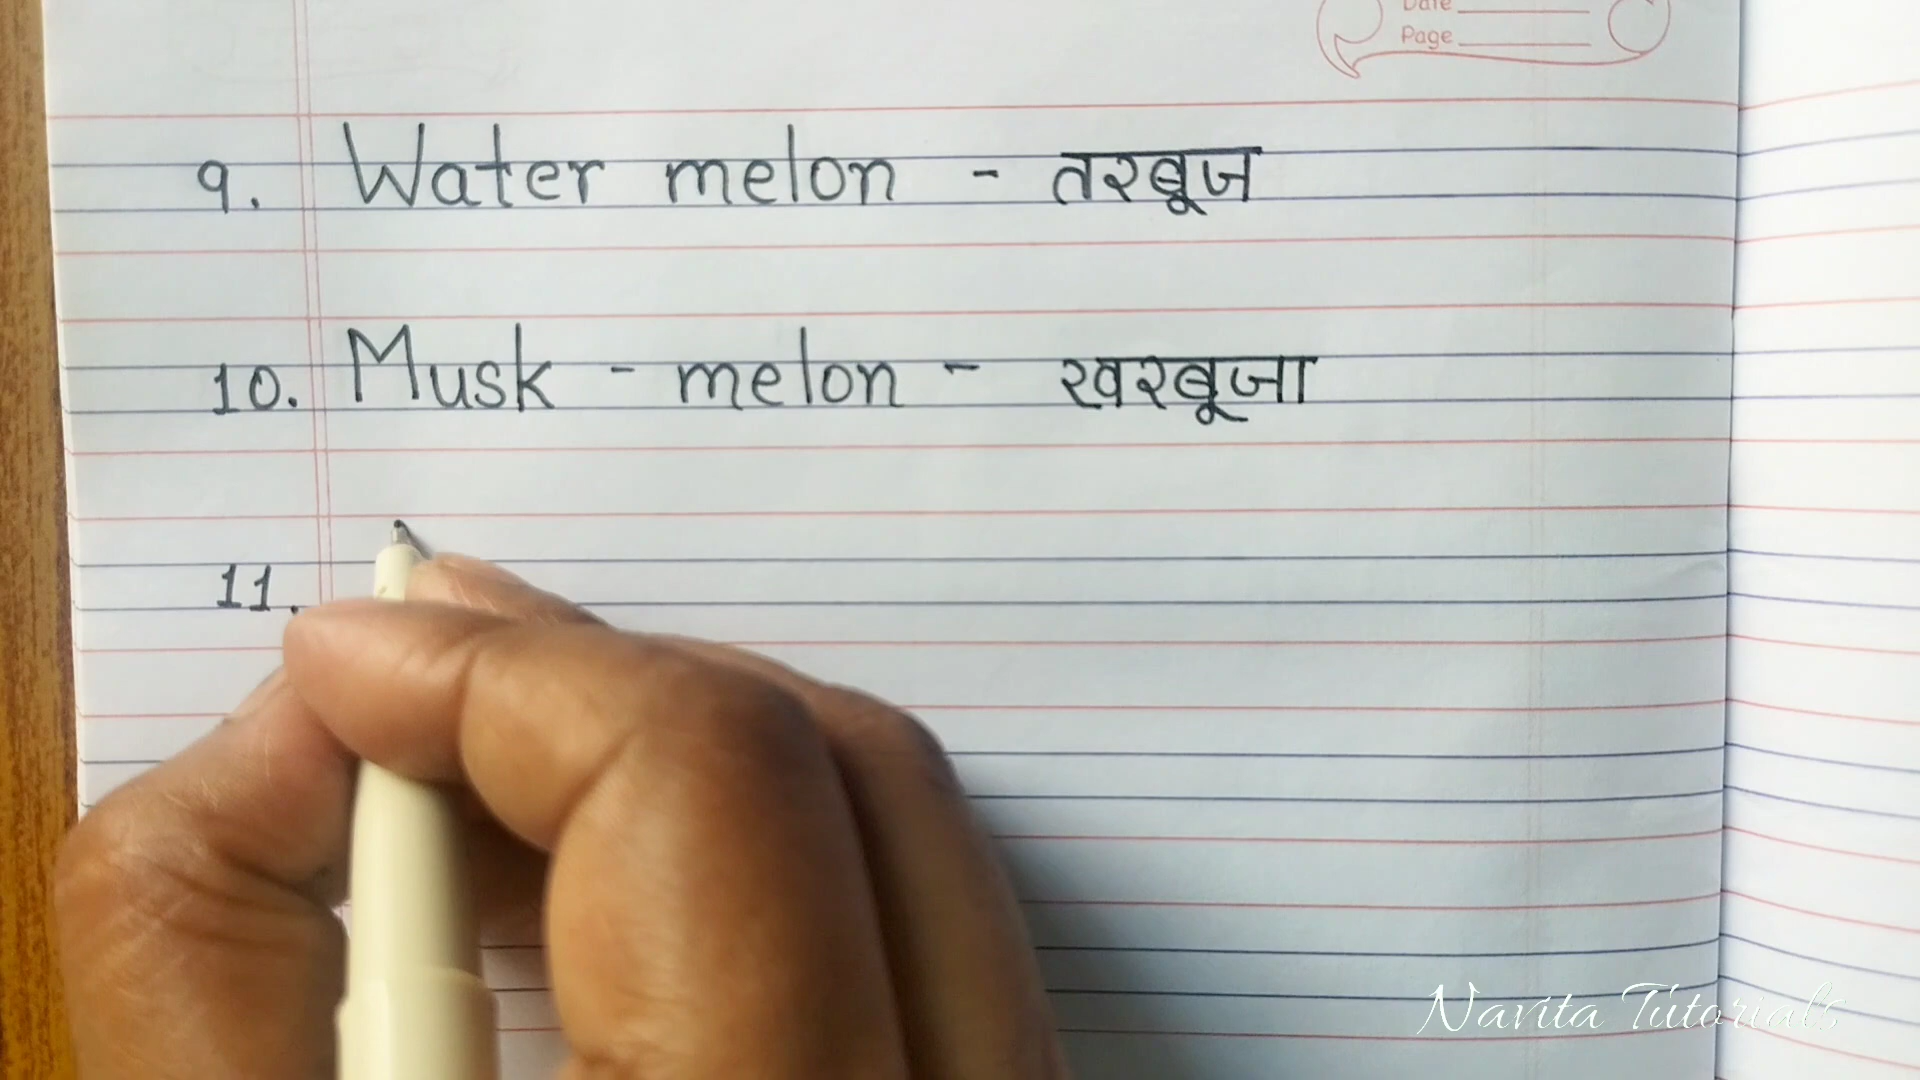 Date
Page
9. Water melon - तरबूज
10. Musk - melon - खरबूजा
11.
Navita Tutorials